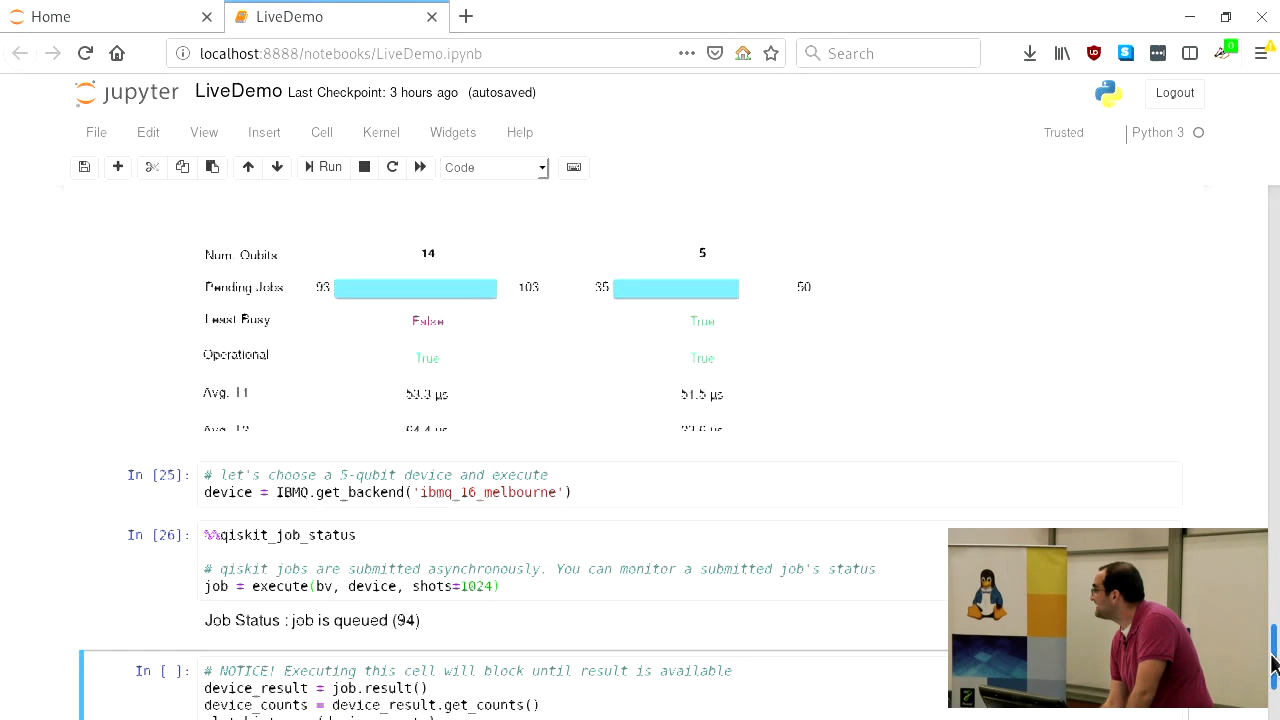 Home
LiveDemo
localhost:8888/notebooks/LiveDemo.ipynb
Search
0
jupyter LiveDemo Last Checkpoint: 3 hours ago (autosaved)
Logout
File Edit View Insert Cell Kernel Widgets Help
Trusted
Python 3
Run
Code
Num. Qubits 14 5
Pending Jobs 93 103 35 50
Least Busy False True
Operational True True
Avg. T1 53.3 µs 51.5 µs
In [25]:
# let's choose a 5-qubit device and execute
device = IBMQ.get_backend('ibmq_16_melbourne')
In [26]:
%%qiskit_job_status
# qiskit jobs are submitted asynchronously. You can monitor a submitted job's status
job = execute(bv, device, shots=1024)
Job Status : job is queued (94)
In [ ]:
# NOTICE! Executing this cell will block until result is available
device_result = job.result()
= device_result.get_counts()